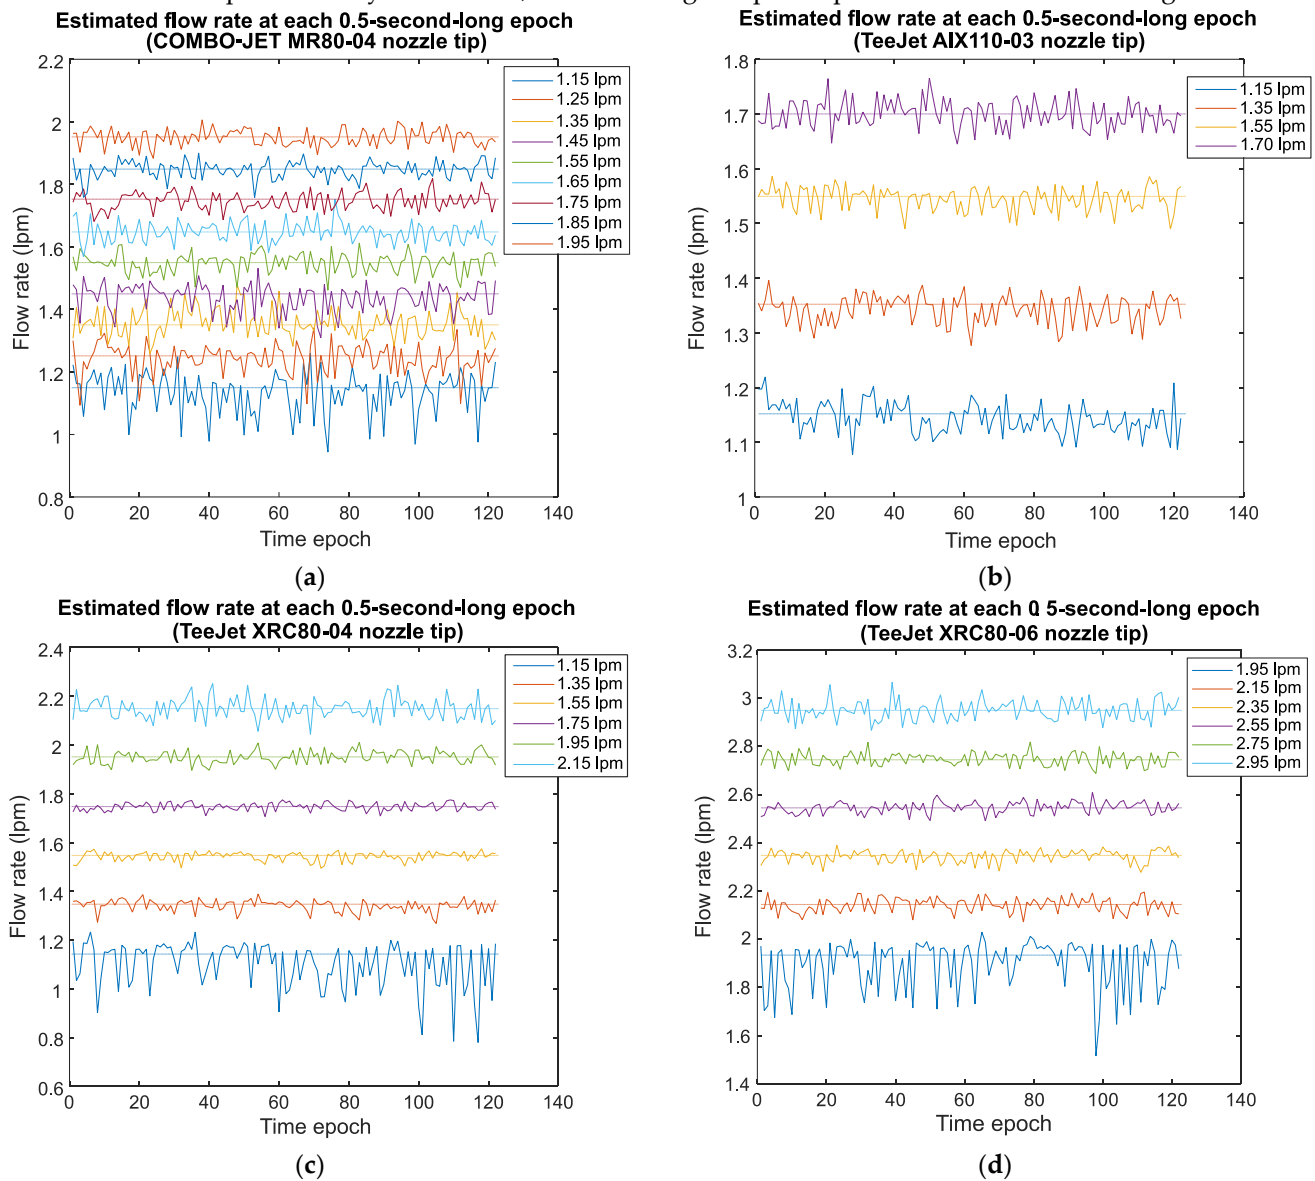 Estimated flow rate at each 0.5-second-long epoch
(COMBO-JET MR80-04 nozzle tip)
2.2
2
1.8
1.6
1.4
1.2
1
0.8
Flow rate (lpm)
0 20 40 60 80 100 120 140
Time epoch
1.15 lpm
1.25 lpm
1.35 lpm
1.45 lpm
1.55 lpm
1.65 lpm
1.75 lpm
1.85 lpm
1.95 lpm
(a)
Estimated flow rate at each 0.5-second-long epoch
(TeeJet AIX110-03 nozzle tip)
1.8
1.7
1.6
1.5
1.4
1.3
1.2
1.1
1
Flow rate (lpm)
0 20 40 60 80 100 120 140
Time epoch
1.15 lpm
1.35 lpm
1.55 lpm
1.70 lpm
(b)
Estimated flow rate at each 0.5-second-long epoch
(TeeJet XRC80-04 nozzle tip)
2.4
2.2
2
1.8
1.6
1.4
1.2
1
0.8
0.6
Flow rate (lpm)
0 20 40 60 80 100 120 140
Time epoch
1.15 lpm
1.35 lpm
1.55 lpm
1.75 lpm
1.95 lpm
2.15 lpm
(c)
Estimated flow rate at each 0.5-second-long epoch
(TeeJet XRC80-06 nozzle tip)
3.2
3
2.8
2.6
2.4
2.2
2
1.8
1.6
1.4
Flow rate (lpm)
0 20 40 60 80 100 120 140
Time epoch
1.95 lpm
2.15 lpm
2.35 lpm
2.55 lpm
2.75 lpm
2.95 lpm
(d)